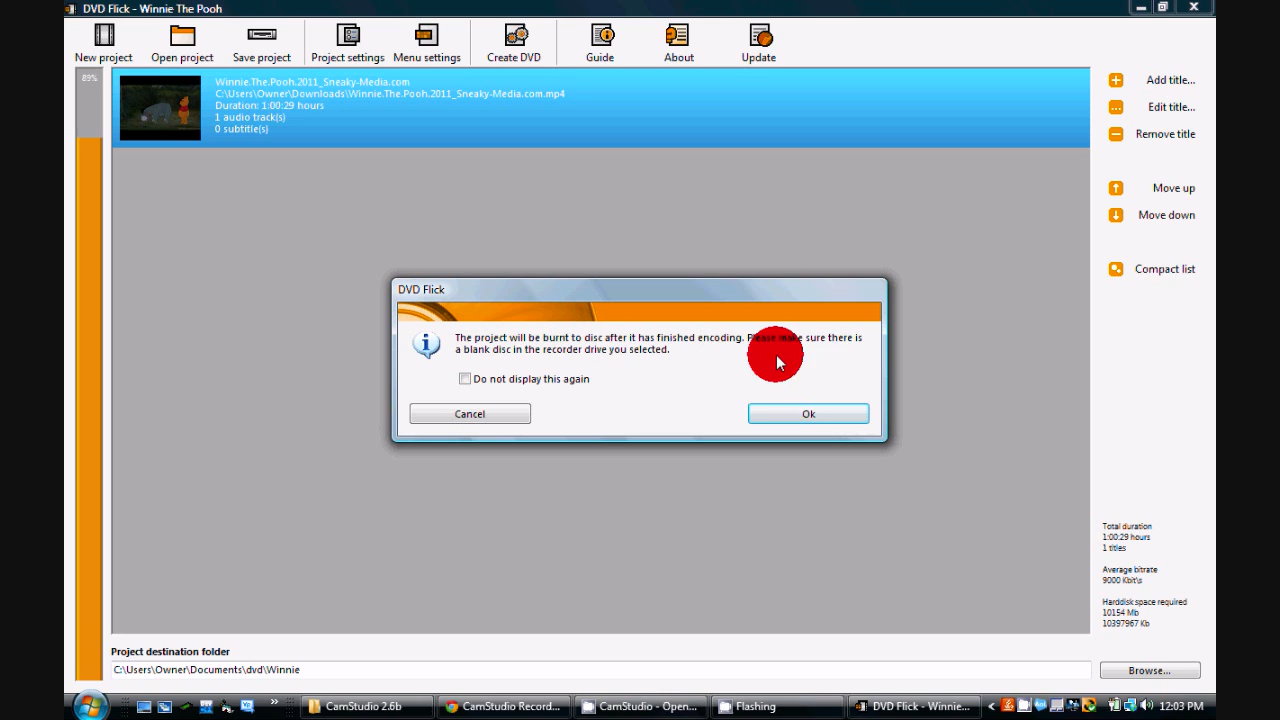 DVD Flick - Winnie The Pooh
New project
Open project
Save project
Project settings
Menu settings
Create DVD
Guide
About
Update
89%
Winnie.The.Pooh.2011_Sneaky-Media.com
C:\Users\Owner\Downloads\Winnie.The.Pooh.2011_Sneaky-Media.com.mp4
Duration: 1:00:29 hours
1 audio track(s)
0 subtitle(s)
Add title...
Edit title...
Remove title
Move up
Move down
Compact list
DVD Flick
The project will be burnt to disc after it has finished encoding. Please make sure there is
a blank disc in the recorder drive you selected.
Do not display this again
Cancel
Ok
Total duration
1:00:29 hours
1 titles
Average bitrate
9000 Kbit\s
Harddisk space required
10154 Mb
10397967 Kb
Project destination folder
C:\Users\Owner\Documents\dvd\Winnie
Browse...
CamStudio 2.6b
CamStudio Record...
CamStudio - Open...
Flashing
DVD Flick - Winnie...
12:03 PM